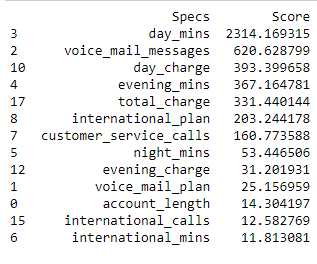 Specs Score
3 day_mins 2314.169315
2 voice_mail_messages 620.628799
10 day_charge 393.399658
4 evening_mins 367.164781
17 total_charge 331.440144
8 international_plan 203.244178
7 customer_service_calls 160.773588
5 night_mins 53.446506
12 evening_charge 31.201931
1 voice_mail_plan 25.156959
0 account_length 14.304197
15 international_calls 12.582769
6 international_mins 11.813081